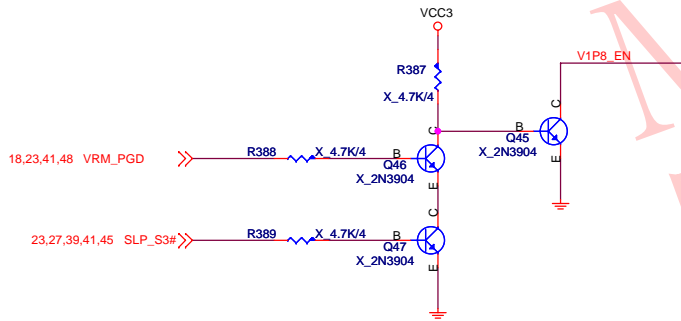 VCC3
V1P8_EN
R387
X_4.7K/4
C
C
B
Q45
X_2N3904
E
18,23,41,48 VRM_PGD
R388
X_4.7K/4
B
Q46
X_2N3904
E
C
23,27,39,41,45 SLP_S3#
R389
X_4.7K/4
B
Q47
X_2N3904
E